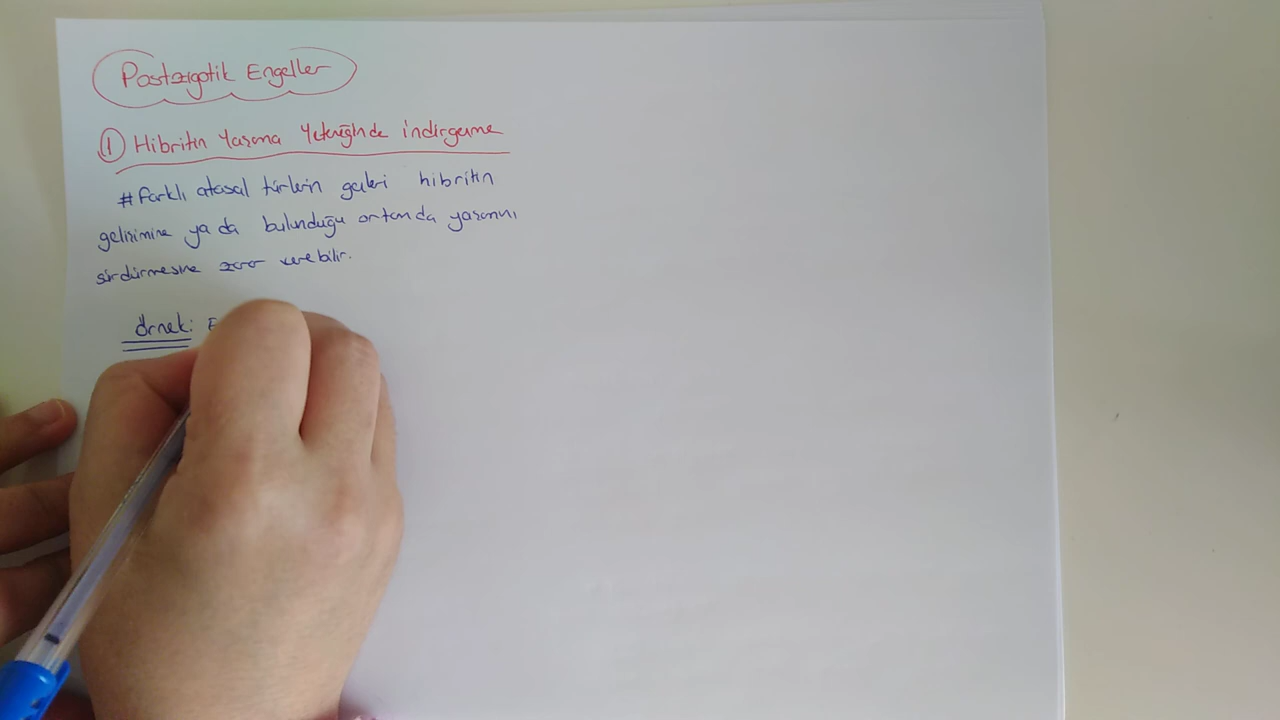 Postzigotik Engeller
① Hibritin Yaşama Yeteneğinde İndirgenme
#farklı atasal türlerin genleri hibritin
gelişimine ya da bulunduğu ortamda yaşamını
sürdürmesine zarar verebilir.
Örnek: E